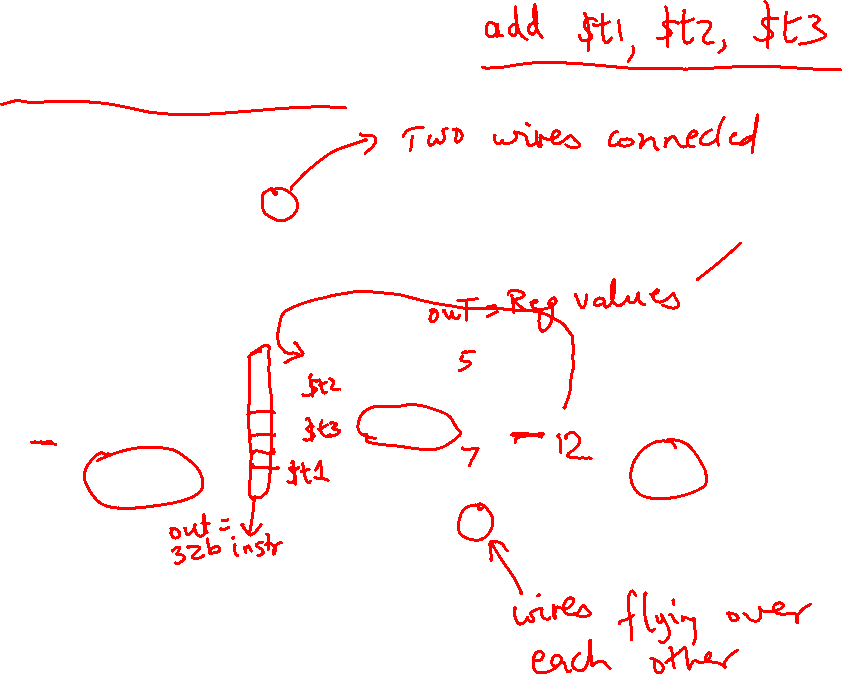 add $t1, $t2, $t3
Two wires connected
out = Reg values
5
$t2
$t3
7
12
$t1
out =
32b instr
wires flying over
each other